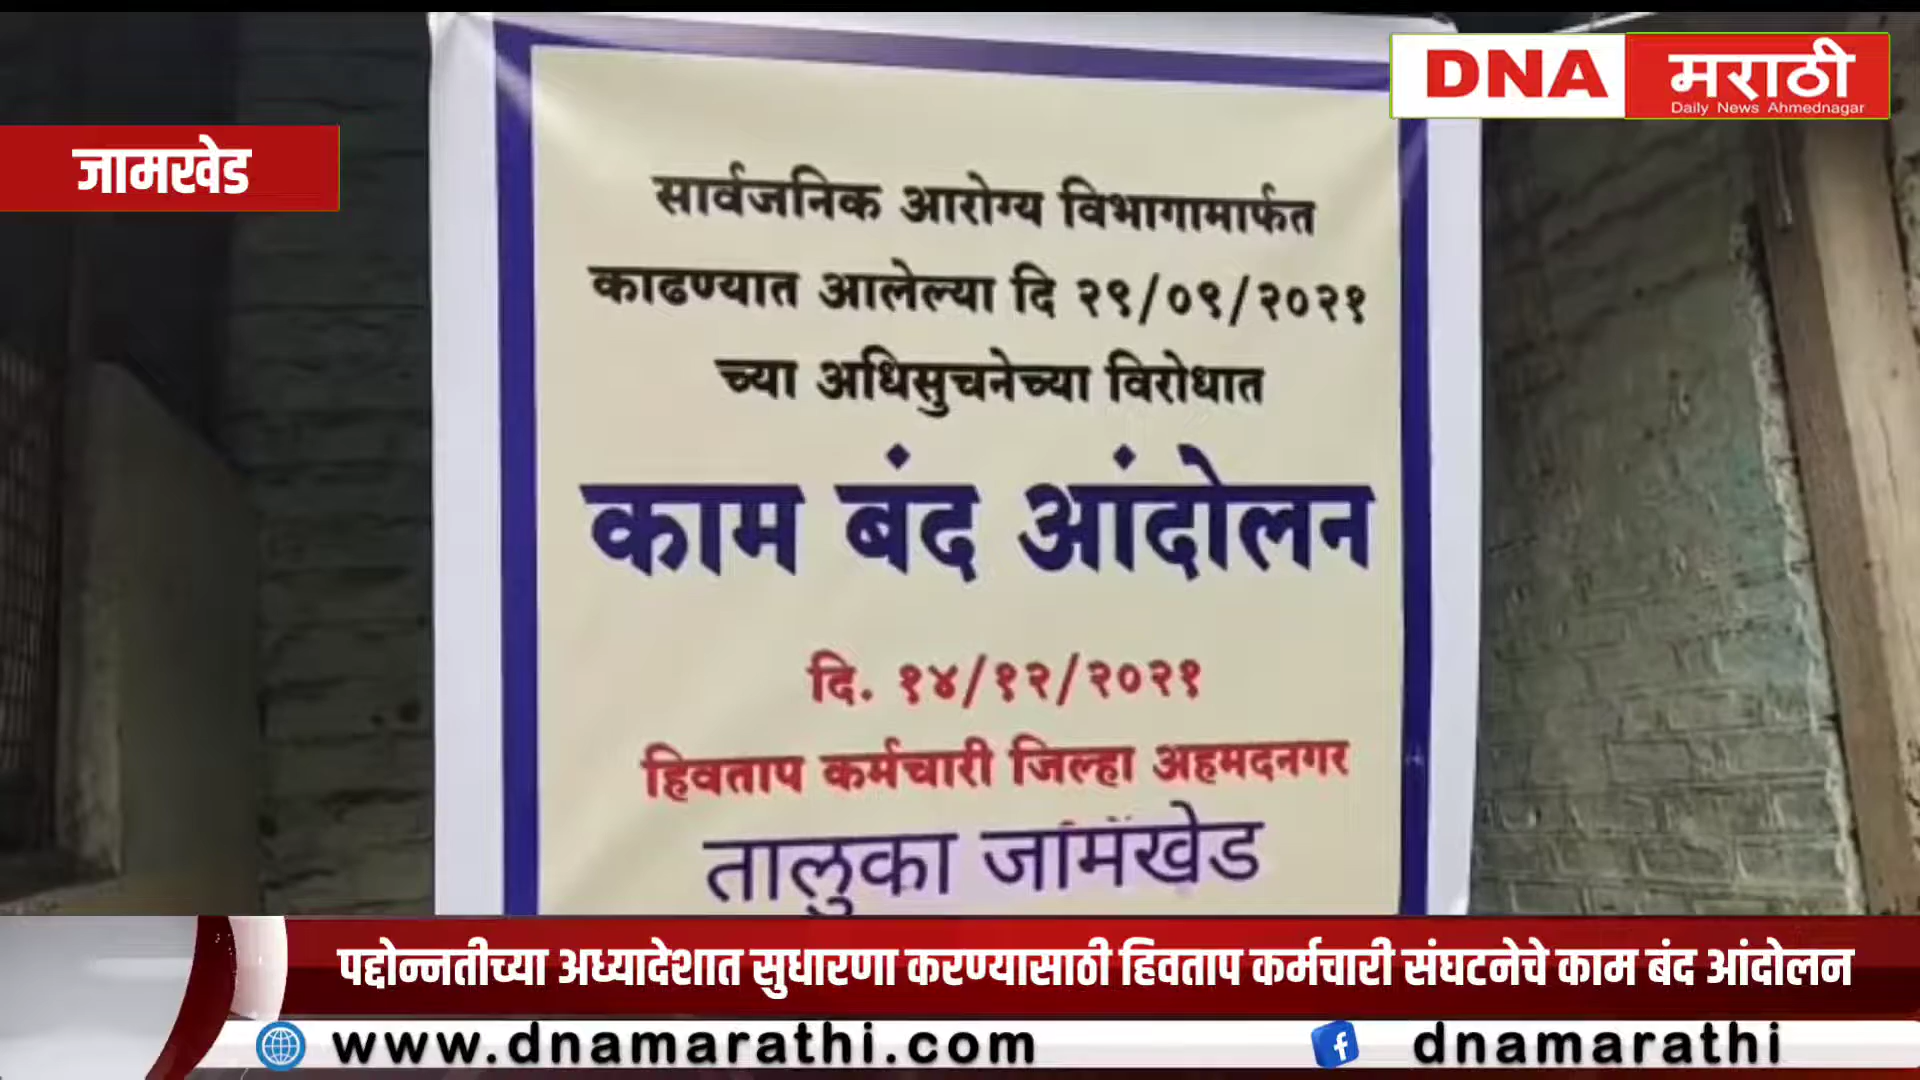 DNA मराठी
Daily News Ahmednagar
जामखेड
सार्वजनिक आरोग्य विभागामार्फत
काढण्यात आलेल्या दि २९/०९/२०२१
च्या अधिसुचनेच्या विरोधात
काम बंद आंदोलन
दि. १४/१२/२०२१
हिवताप कर्मचारी जिल्हा अहमदनगर
तालुका जामखेड
पद्दोन्नतीच्या अध्यादेशात सुधारणा करण्यासाठी हिवताप कर्मचारी संघटनेचे काम बंद आंदोलन
www.dnamarathi.com
dnamarathi